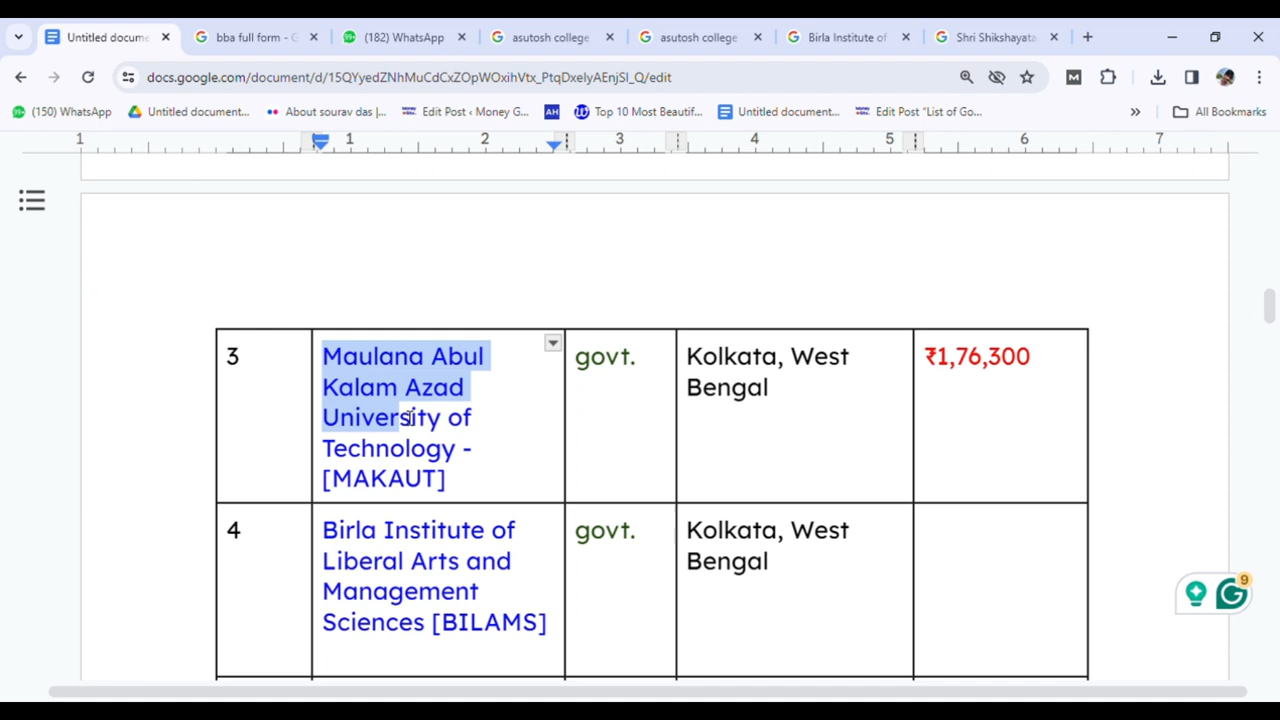 Untitled docume
bba full form - G
(182) WhatsApp
asutosh college
asutosh college
Birla Institute of
Shri Shikshayata
docs.google.com/document/d/15QYyedZNhMuCdCxZOpWOxihVtx_PtqDxelyAEnjSI_Q/edit
(150) WhatsApp
Untitled document...
About sourav das |...
Edit Post ‹ Money G...
AH
Top 10 Most Beautif...
Untitled document...
Edit Post "List of Go...
»
All Bookmarks
1 1 2 3 4 5 6 7
3
Maulana Abul
Kalam Azad
University of
Technology -
[MAKAUT]
govt.
Kolkata, West
Bengal
₹1,76,300
4
Birla Institute of
Liberal Arts and
Management
Sciences [BILAMS]
govt.
Kolkata, West
Bengal
9